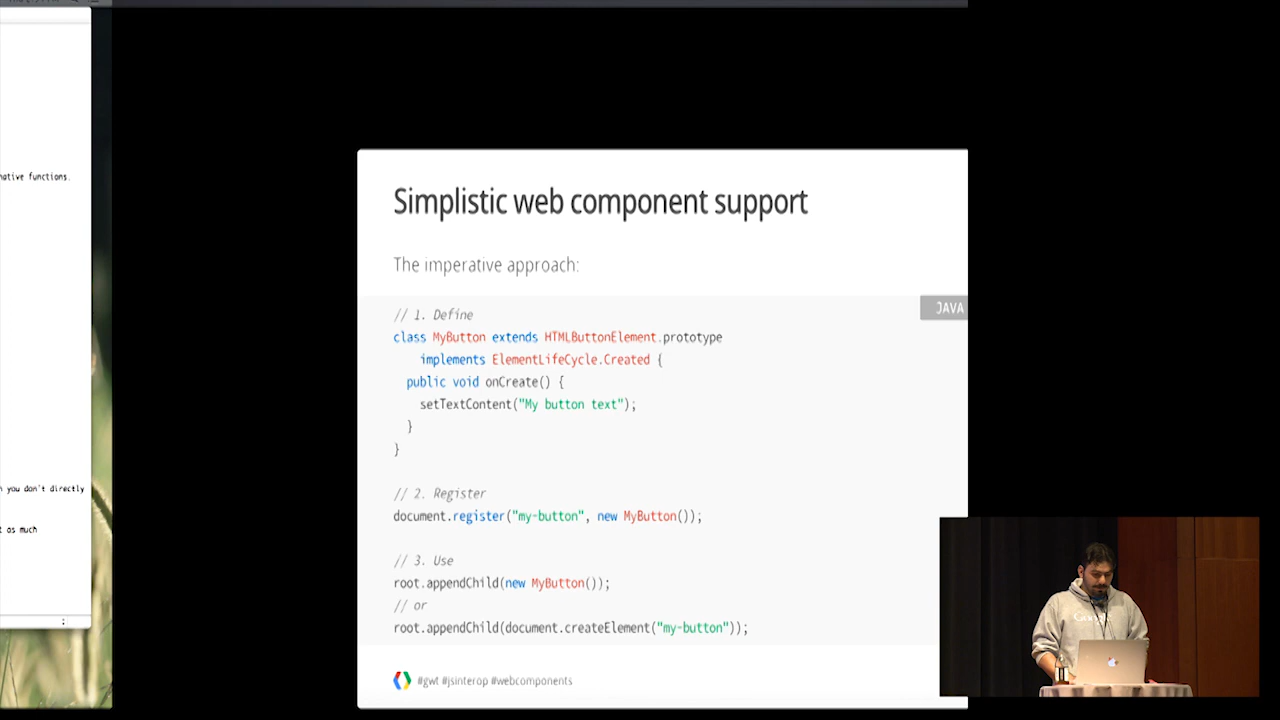 native functions.
you don't directly
as much
;
Simplistic web component support
The imperative approach:
JAVA
// 1. Define
class MyButton extends HTMLButtonElement.prototype
implements ElementLifeCycle.Created {
public void onCreate() {
setTextContent("My button text");
}
}
// 2. Register
document.register("my-button", new MyButton());
// 3. Use
root.appendChild(new MyButton());
// or
root.appendChild(document.createElement("my-button"));
#gwt #jsinterop #webcomponents
Google